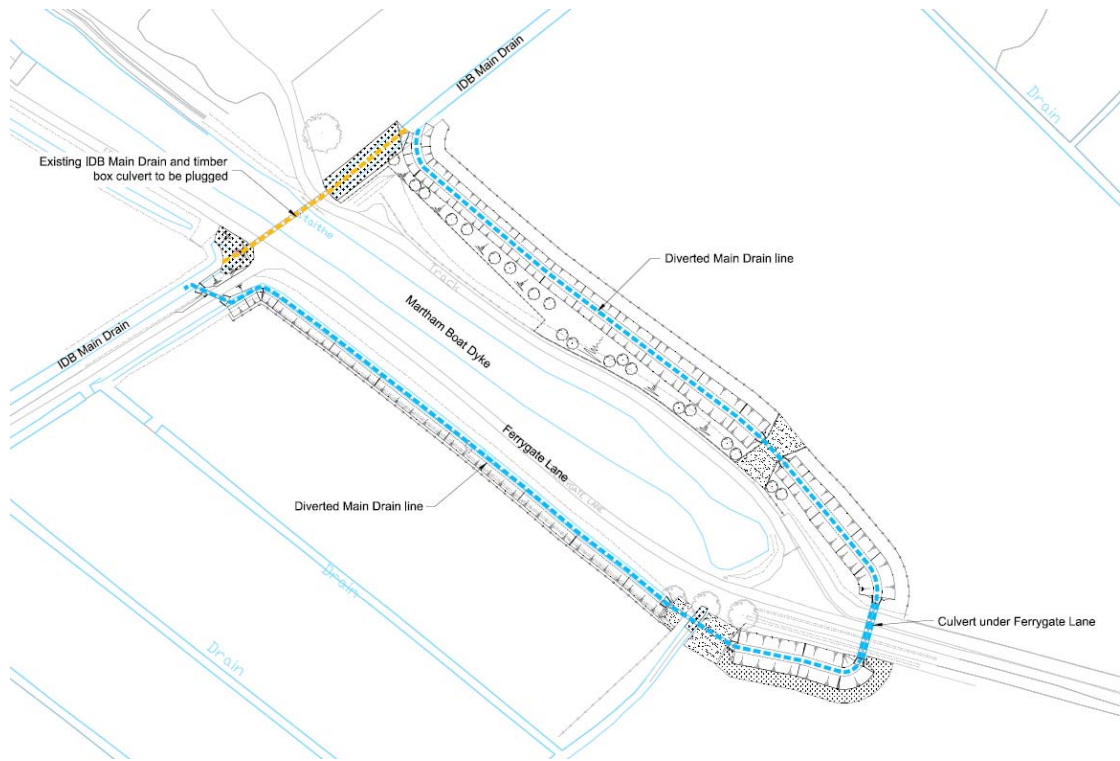 IDB Main Drain
Drain
Existing IDB Main Drain and timber
box culvert to be plugged
Staithe
Diverted Main Drain line
Track
Martham Boat Dyke
IDB Main Drain
Ferrygate Lane
Diverted Main Drain line
Drain
Culvert under Ferrygate Lane
Drain